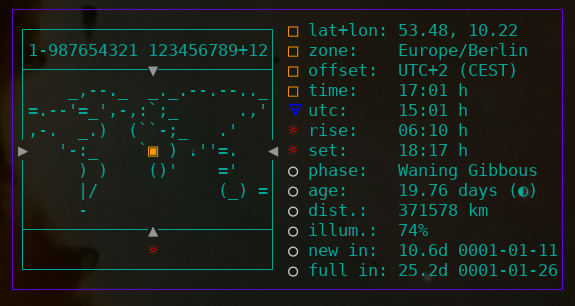 1-987654321 123456789+12
lat+lon: 53.48, 10.22
zone: Europe/Berlin
offset: UTC+2 (CEST)
time: 17:01 h
utc: 15:01 h
rise: 06:10 h
set: 18:17 h
phase: Waning Gibbous
age: 19.76 days (◐)
dist.: 371578 km
illum.: 74%
new in: 10.6d 0001-01-11
full in: 25.2d 0001-01-26